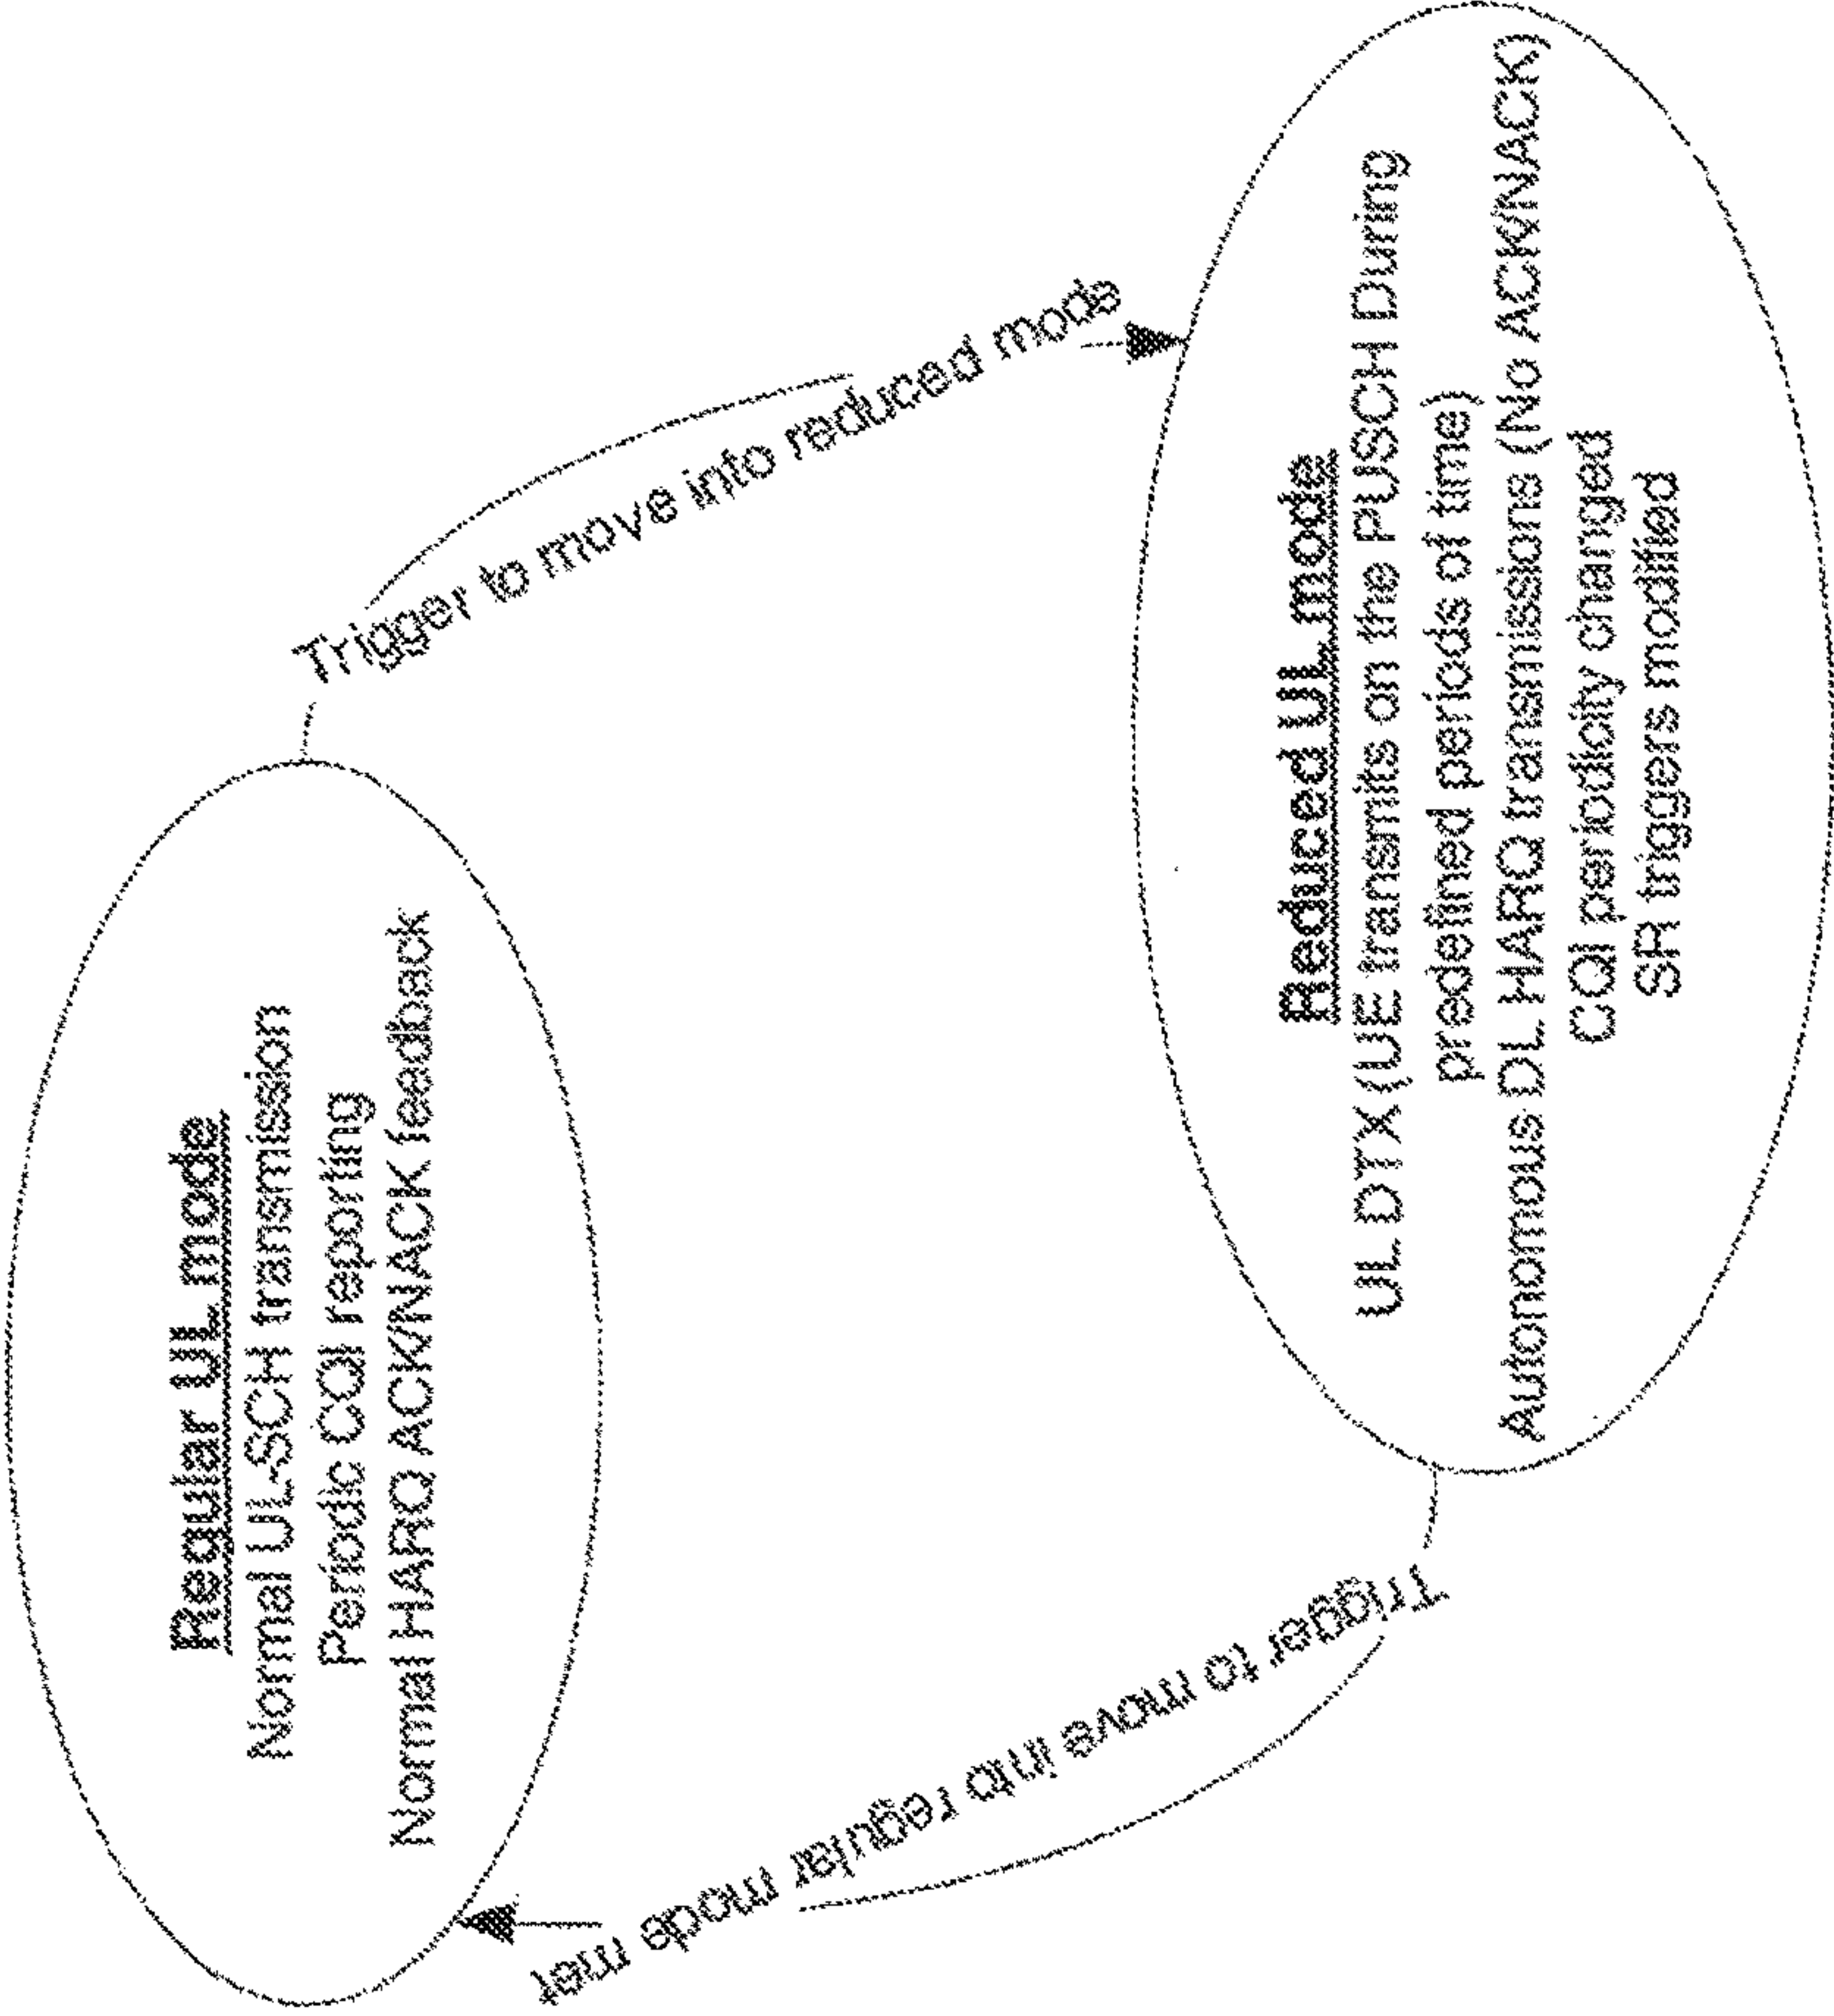 Regular UL mode
Normal UL-SCH transmission
Periodic CQI reporting
Normal HARQ ACK/NACK feedback
Trigger to move into reduced mode
Trigger to move into regular mode met
Reduced UL mode
UL DTX (UE transmits on the PUSCH During
predefined periods of time)
Autonomous DL HARQ transmissions (No ACK/NACK)
CQI periodicity changed
SR triggers modified